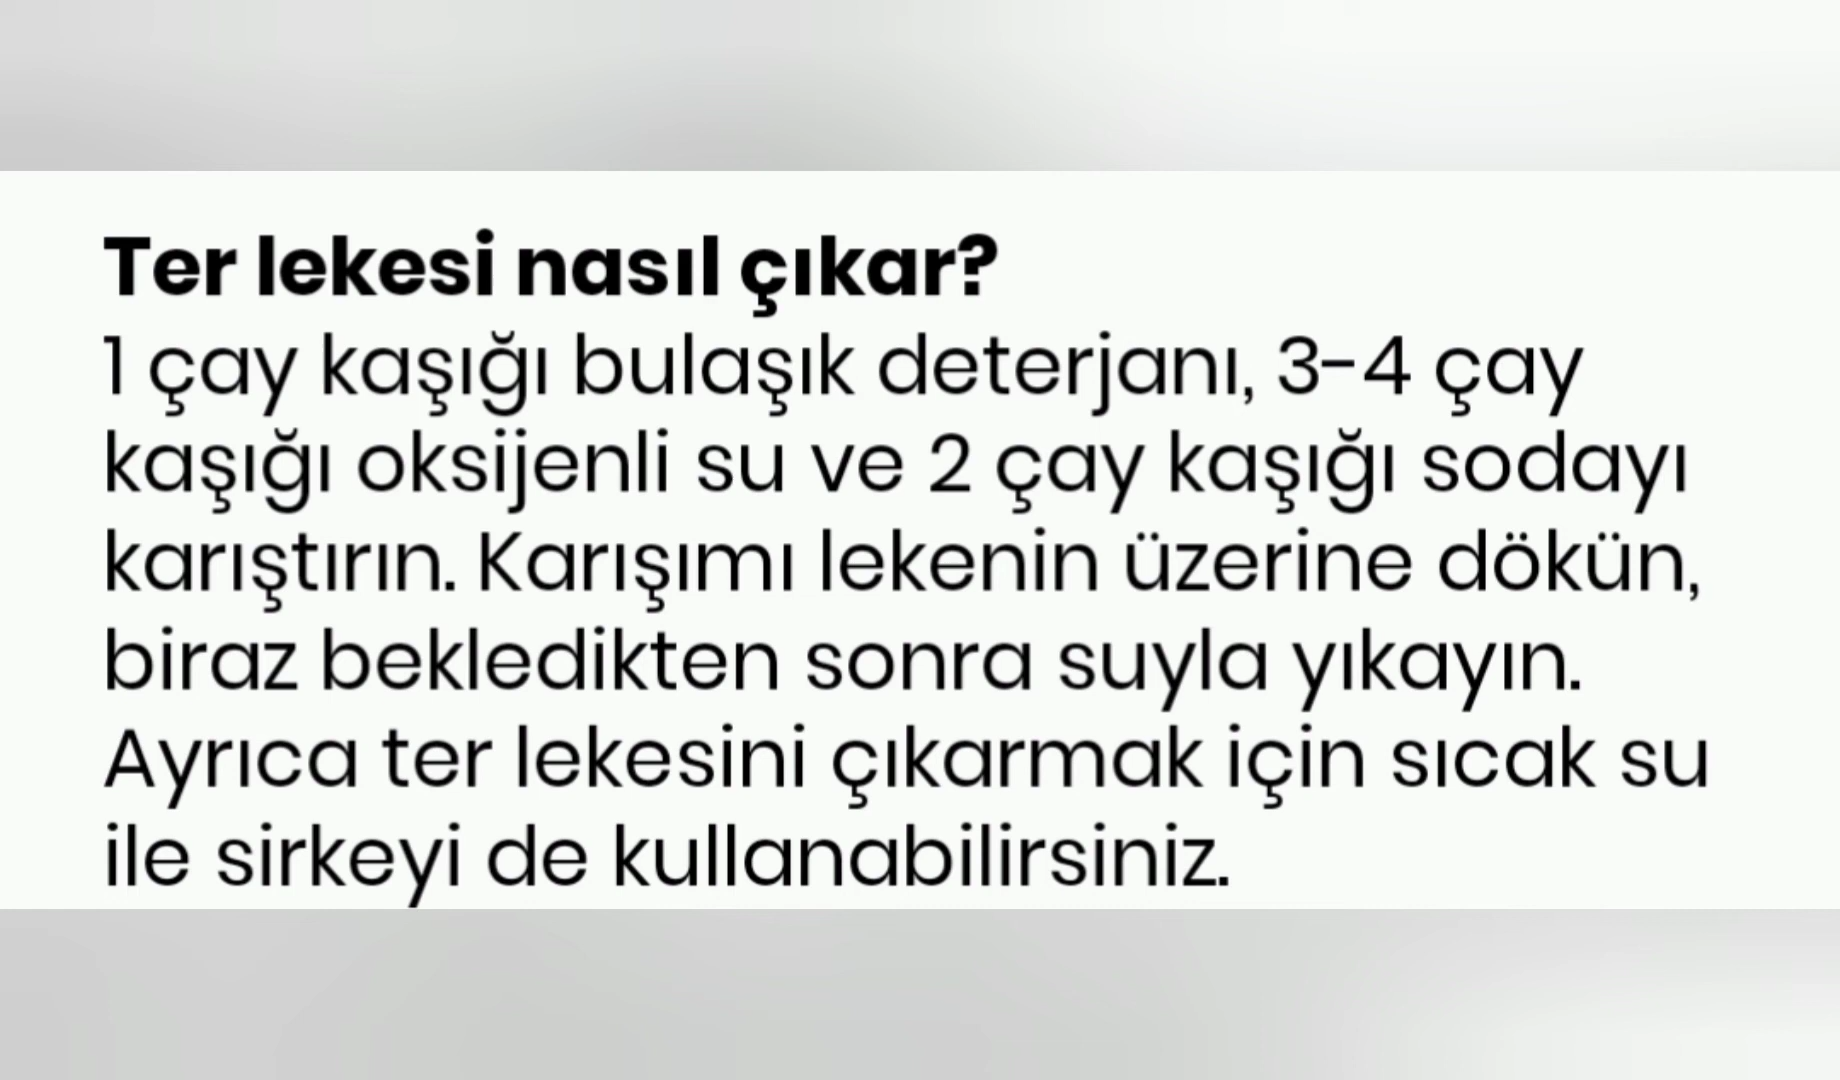 Ter lekesi nasıl çıkar?
1 çay kaşığı bulaşık deterjanı, 3-4 çay
kaşığı oksijenli su ve 2 çay kaşığı sodayı
karıştırın. Karışımı lekenin üzerine dökün,
biraz bekledikten sonra suyla yıkayın.
Ayrıca ter lekesini çıkarmak için sıcak su
ile sirkeyi de kullanabilirsiniz.